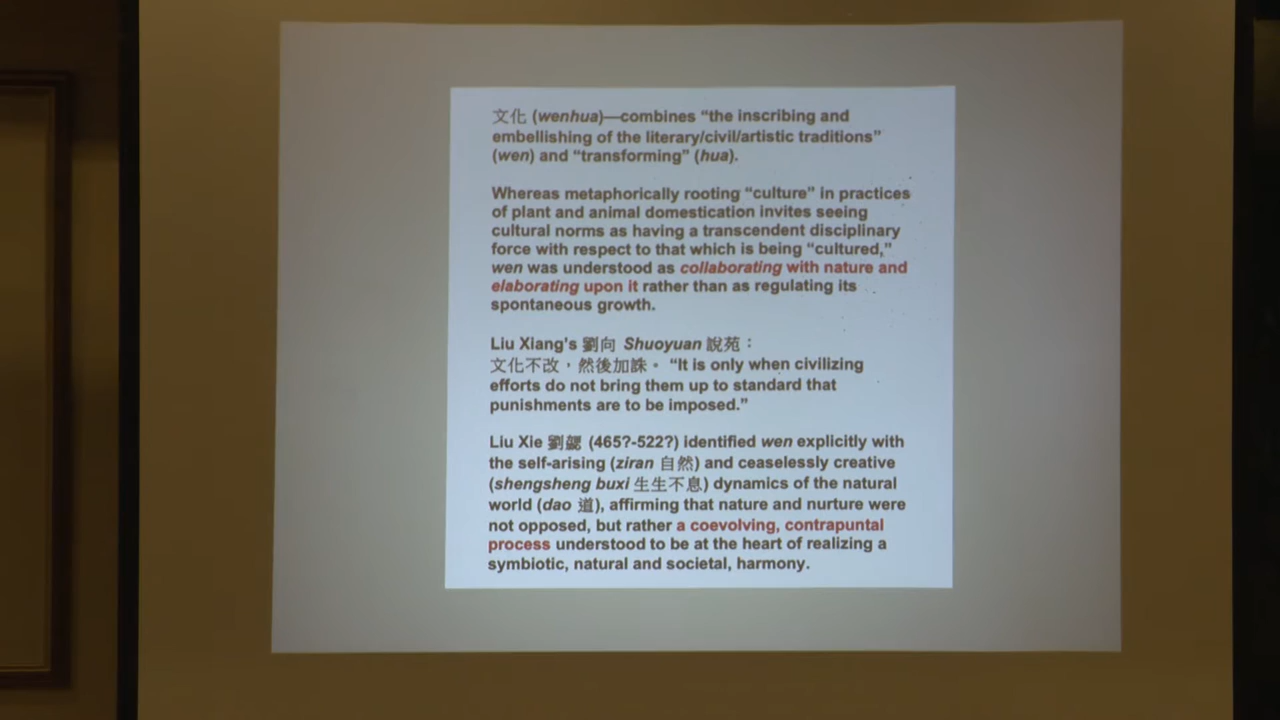 文化 (wenhua)—combines “the inscribing and
embellishing of the literary/civil/artistic traditions”
(wen) and “transforming” (hua).
Whereas metaphorically rooting “culture” in practices
of plant and animal domestication invites seeing
cultural norms as having a transcendent disciplinary
force with respect to that which is being “cultured,”
wen was understood as collaborating with nature and
elaborating upon it rather than as regulating its
spontaneous growth.
Liu Xiang's 劉向 Shuoyuan 說苑：
文化不改，然後加誅。 “It is only when civilizing
efforts do not bring them up to standard that
punishments are to be imposed.”
Liu Xie 劉勰 (465?-522?) identified wen explicitly with
the self-arising (ziran 自然) and ceaselessly creative
(shengsheng buxi 生生不息) dynamics of the natural
world (dao 道), affirming that nature and nurture were
not opposed, but rather a coevolving, contrapuntal
process understood to be at the heart of realizing a
symbiotic, natural and societal, harmony.